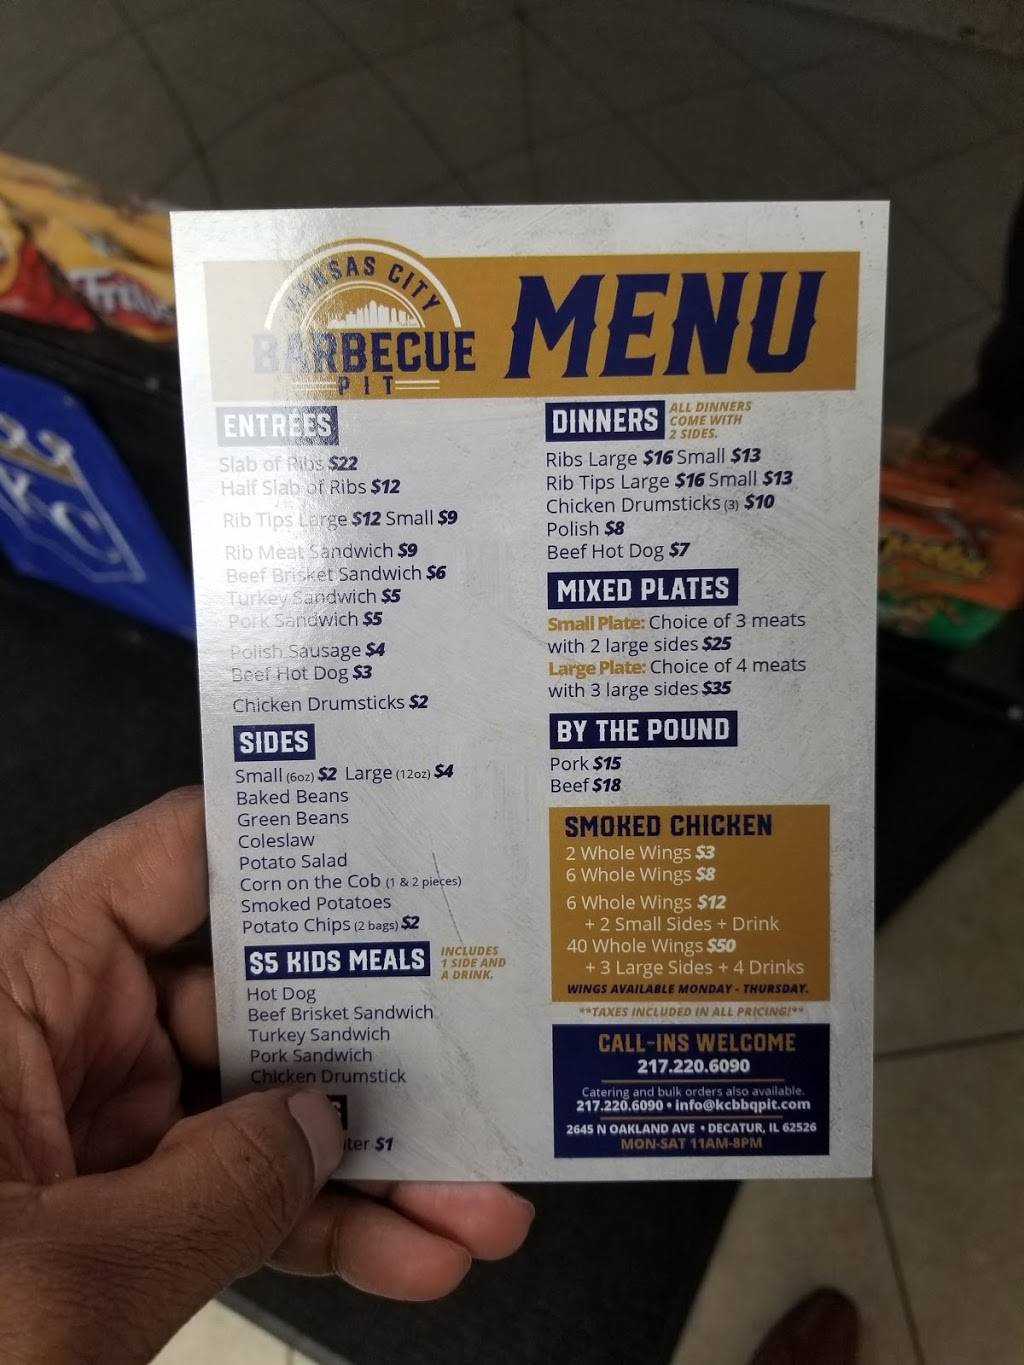 KANSAS CITY
BARBECUE
PIT
MENU
ENTREES
Slab of Ribs $22
Half Slab of Ribs $12
Rib Tips Large $12 Small $9
Rib Meat Sandwich $9
Beef Brisket Sandwich $6
Turkey Sandwich $5
Pork Sandwich $5
Polish Sausage $4
Beef Hot Dog $3
Chicken Drumsticks $2
SIDES
Small (6oz) $2 Large (12oz) $4
Baked Beans
Green Beans
Coleslaw
Potato Salad
Corn on the Cob (1 & 2 pieces)
Smoked Potatoes
Potato Chips (2 bags) $2
$5 KIDS MEALS
INCLUDES
1 SIDE AND
A DRINK.
Hot Dog
Beef Brisket Sandwich
Turkey Sandwich
Pork Sandwich
Chicken Drumstick
$1
DINNERS
ALL DINNERS
COME WITH
2 SIDES.
Ribs Large $16 Small $13
Rib Tips Large $16 Small $13
Chicken Drumsticks (3) $10
Polish $8
Beef Hot Dog $7
MIXED PLATES
Small Plate: Choice of 3 meats
with 2 large sides $25
Large Plate: Choice of 4 meats
with 3 large sides $35
BY THE POUND
Pork $15
Beef $18
SMOKED CHICKEN
2 Whole Wings $3
6 Whole Wings $8
6 Whole Wings $12
+ 2 Small Sides + Drink
40 Whole Wings $50
+ 3 Large Sides + 4 Drinks
WINGS AVAILABLE MONDAY - THURSDAY.
**TAXES INCLUDED IN ALL PRICING!**
CALL-INS WELCOME
217.220.6090
Catering and bulk orders also available.
217.220.6090 • info@kcbbqpit.com
2645 N OAKLAND AVE • DECATUR, IL 62526
MON-SAT 11AM-8PM
KC